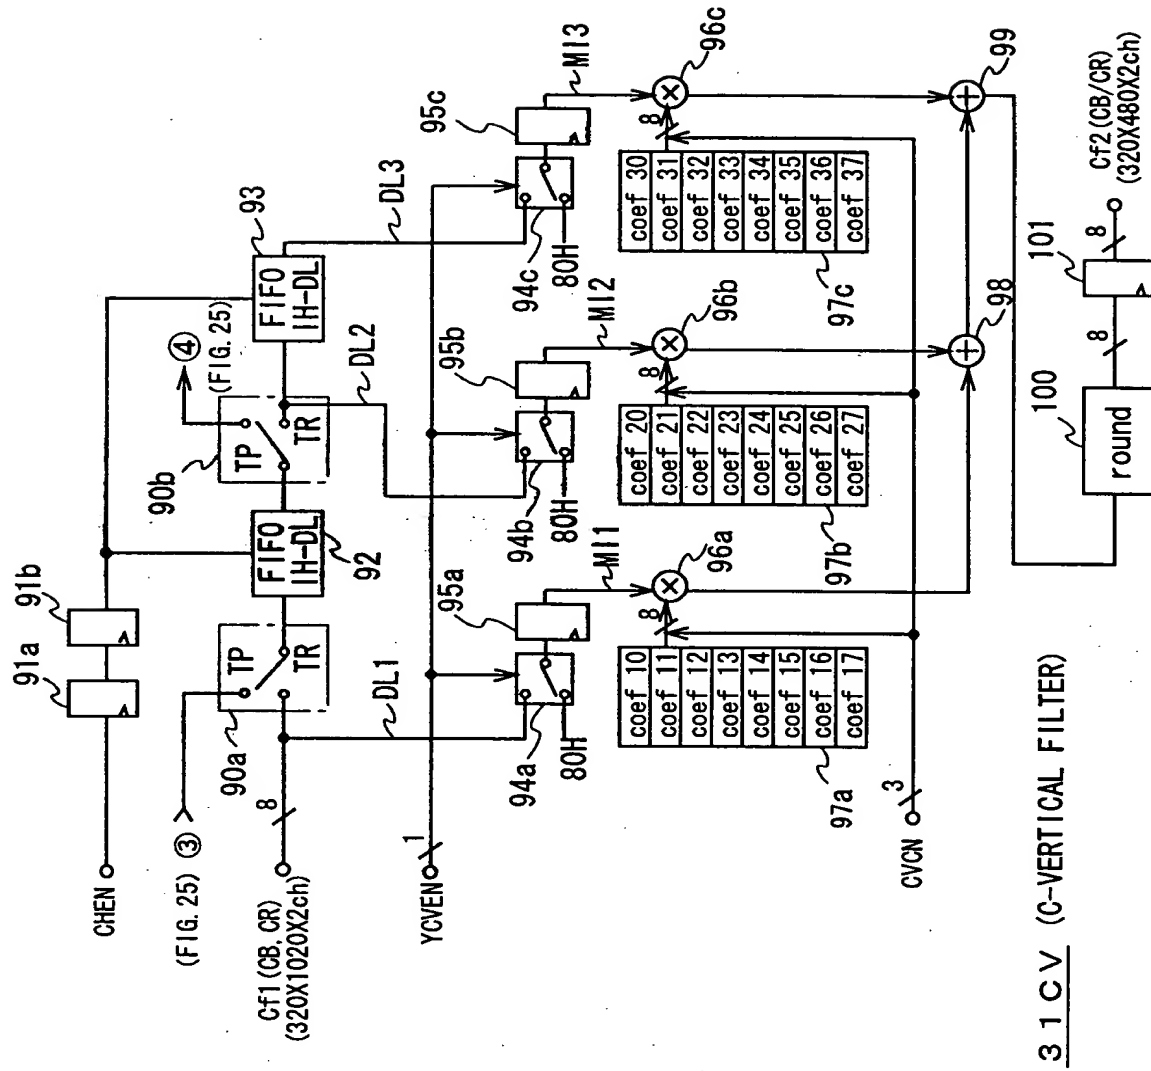 CHEN
91a
91b
(FIG. 25) ③
90a
TP
TR
FIFO
1H-DL
92
90b
TP
TR
④
(FIG. 25)
FIFO
1H-DL
93
Cf1 (CB, CR)
(320X1020X2ch)
8
DL1
DL2
DL3
YCVEN
1
94a
80H
95a
MI1
94b
80H
95b
MI2
94c
80H
95c
MI3
96a
8
96b
8
96c
8
coef 10
coef 11
coef 12
coef 13
coef 14
coef 15
coef 16
coef 17
97a
coef 20
coef 21
coef 22
coef 23
coef 24
coef 25
coef 26
coef 27
97b
coef 30
coef 31
coef 32
coef 33
coef 34
coef 35
coef 36
coef 37
97c
CVCN
3
98
99
100
round
8
101
8
Cf2 (CB/CR)
(320X480X2ch)
31CV (C-VERTICAL FILTER)